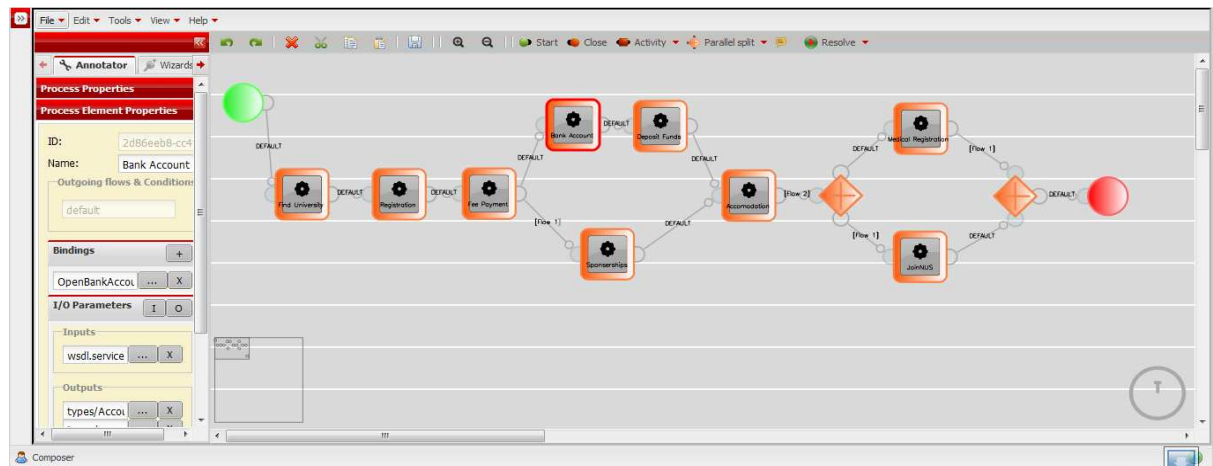 File Edit Tools View Help
Start Close Activity Parallel split Resolve
Annotator Wizards
Process Properties
Process Element Properties
ID: 2d86eeb8-cc4
Name: Bank Account
Outgoing flows & Conditions
default
Bindings +
OpenBankAccou ... X
I/O Parameters I O
Inputs
wsdl.service ... X
Outputs
types/Accou ... X
DEFAULT
Find University
DEFAULT
Registration
DEFAULT
Fee Payment
DEFAULT
Bank Account
DEFAULT
Deposit Funds
DEFAULT
[Flow 1]
Sponserships
DEFAULT
Accomodation
[Flow 2]
DEFAULT
Medical Registration
[Flow 1]
[Flow 1]
JoinNUS
DEFAULT
DEFAULT
T
Composer